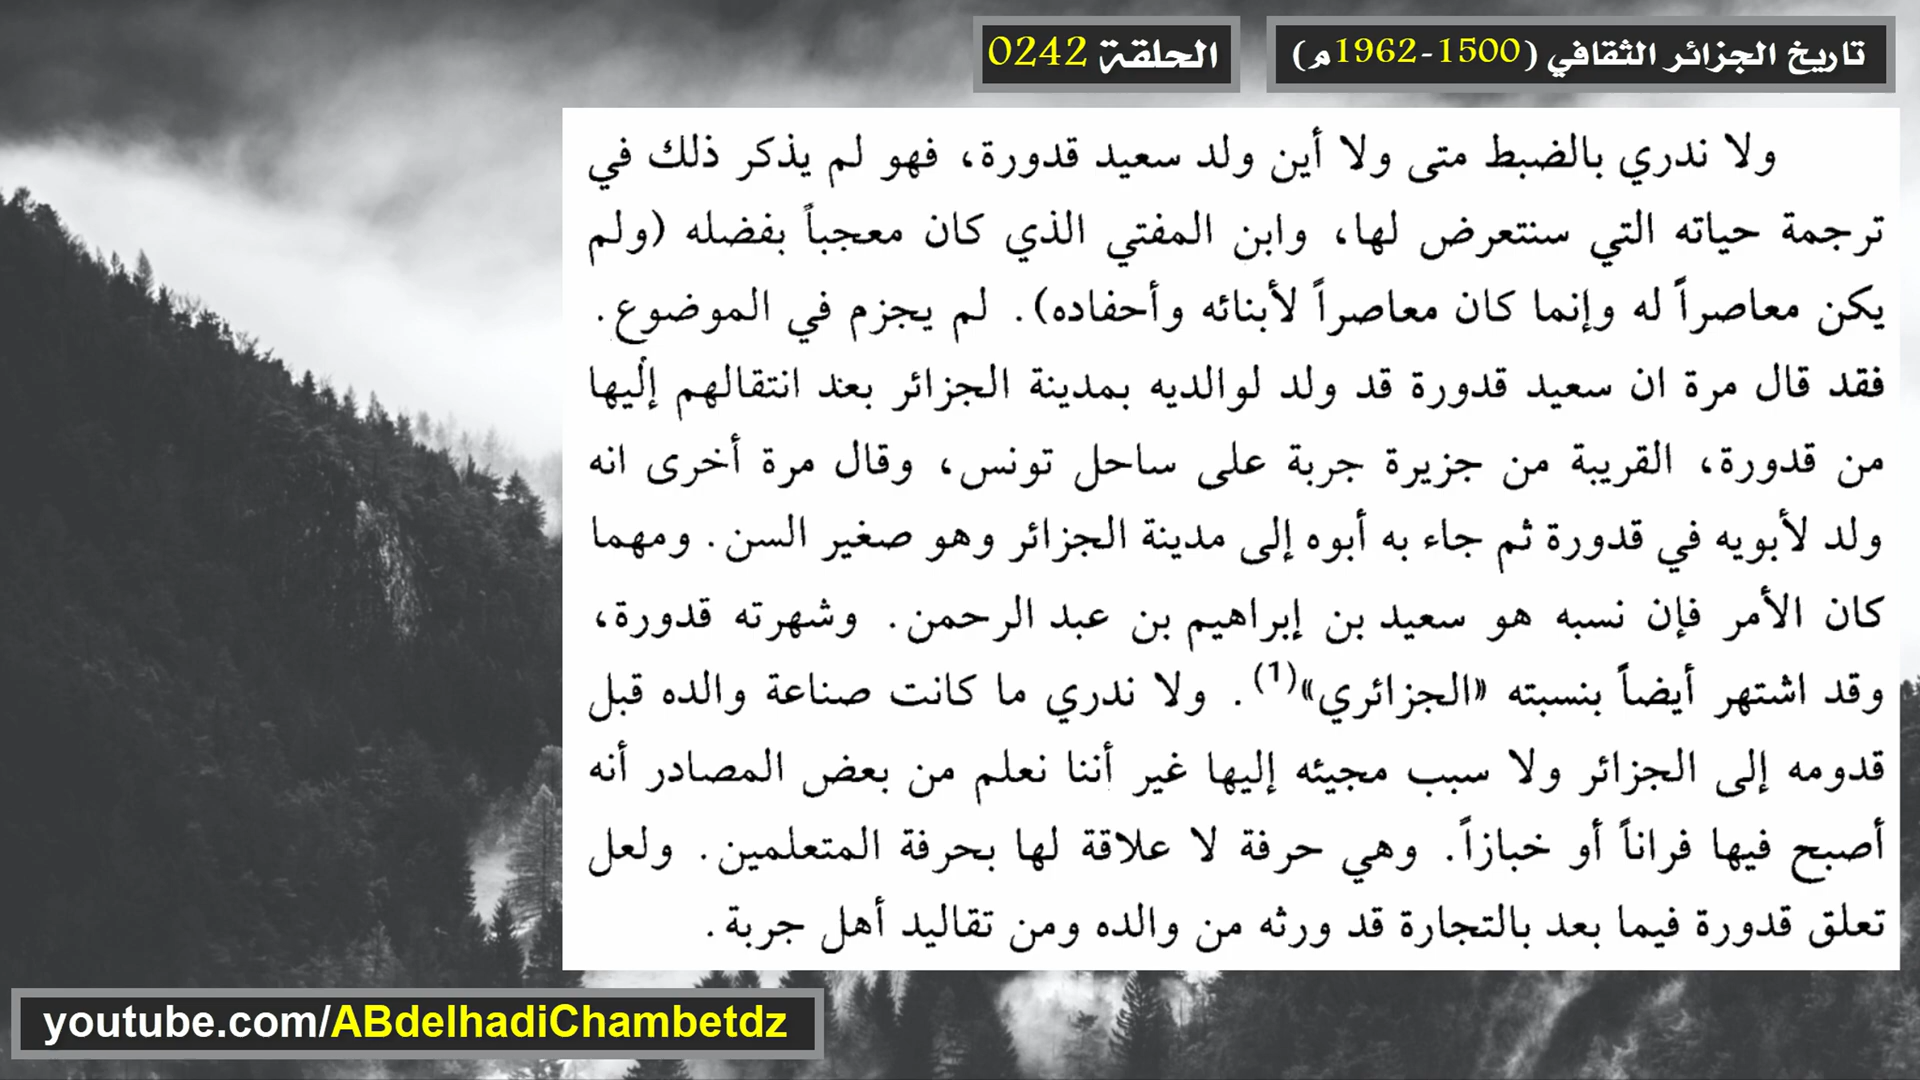 تاريخ الجزائر الثقافي (1500-1962م)
الحلقة 0242
ولا ندري بالضبط متى ولا أين ولد سعيد قدورة، فهو لم يذكر ذلك في
ترجمة حياته التي سنتعرض لها، وابن المفتي الذي كان معجباً بفضله (ولم
يكن معاصراً له وإنما كان معاصراً لأبنائه وأحفاده). لم يجزم في الموضوع.
فقد قال مرة ان سعيد قدورة قد ولد لوالديه بمدينة الجزائر بعد انتقالهم إليها
من قدورة، القريبة من جزيرة جربة على ساحل تونس، وقال مرة أخرى انه
ولد لأبويه في قدورة ثم جاء به أبوه إلى مدينة الجزائر وهو صغير السن. ومهما
كان الأمر فإن نسبه هو سعيد بن إبراهيم بن عبد الرحمن. وشهرته قدورة،
وقد اشتهر أيضاً بنسبته «الجزائري»(1). ولا ندري ما كانت صناعة والده قبل
قدومه إلى الجزائر ولا سبب مجيئه إليها غير أننا نعلم من بعض المصادر أنه
أصبح فيها فراناً أو خبازاً. وهي حرفة لا علاقة لها بحرفة المتعلمين. ولعل
تعلق قدورة فيما بعد بالتجارة قد ورثه من والده ومن تقاليد أهل جربة.
youtube.com/ABdelhadiChambetdz